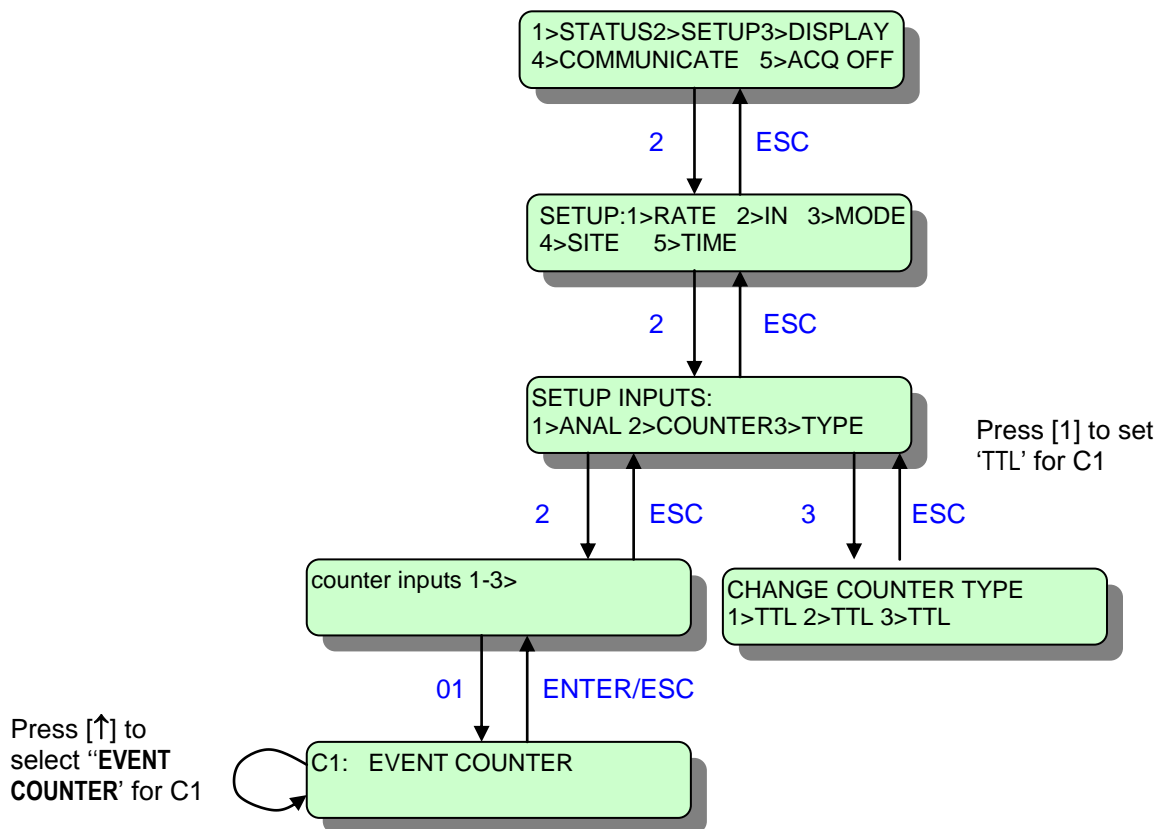 1>STATUS2>SETUP3>DISPLAY
4>COMMUNICATE 5>ACQ OFF
2
ESC
SETUP:1>RATE 2>IN 3>MODE
4>SITE 5>TIME
2
ESC
SETUP INPUTS:
1>ANAL 2>COUNTER3>TYPE
Press [1] to set
‘TTL’ for C1
2
ESC
3
ESC
counter inputs 1-3>
CHANGE COUNTER TYPE
1>TTL 2>TTL 3>TTL
01
ENTER/ESC
Press [↑] to
select “EVENT
COUNTER’ for C1
C1: EVENT COUNTER